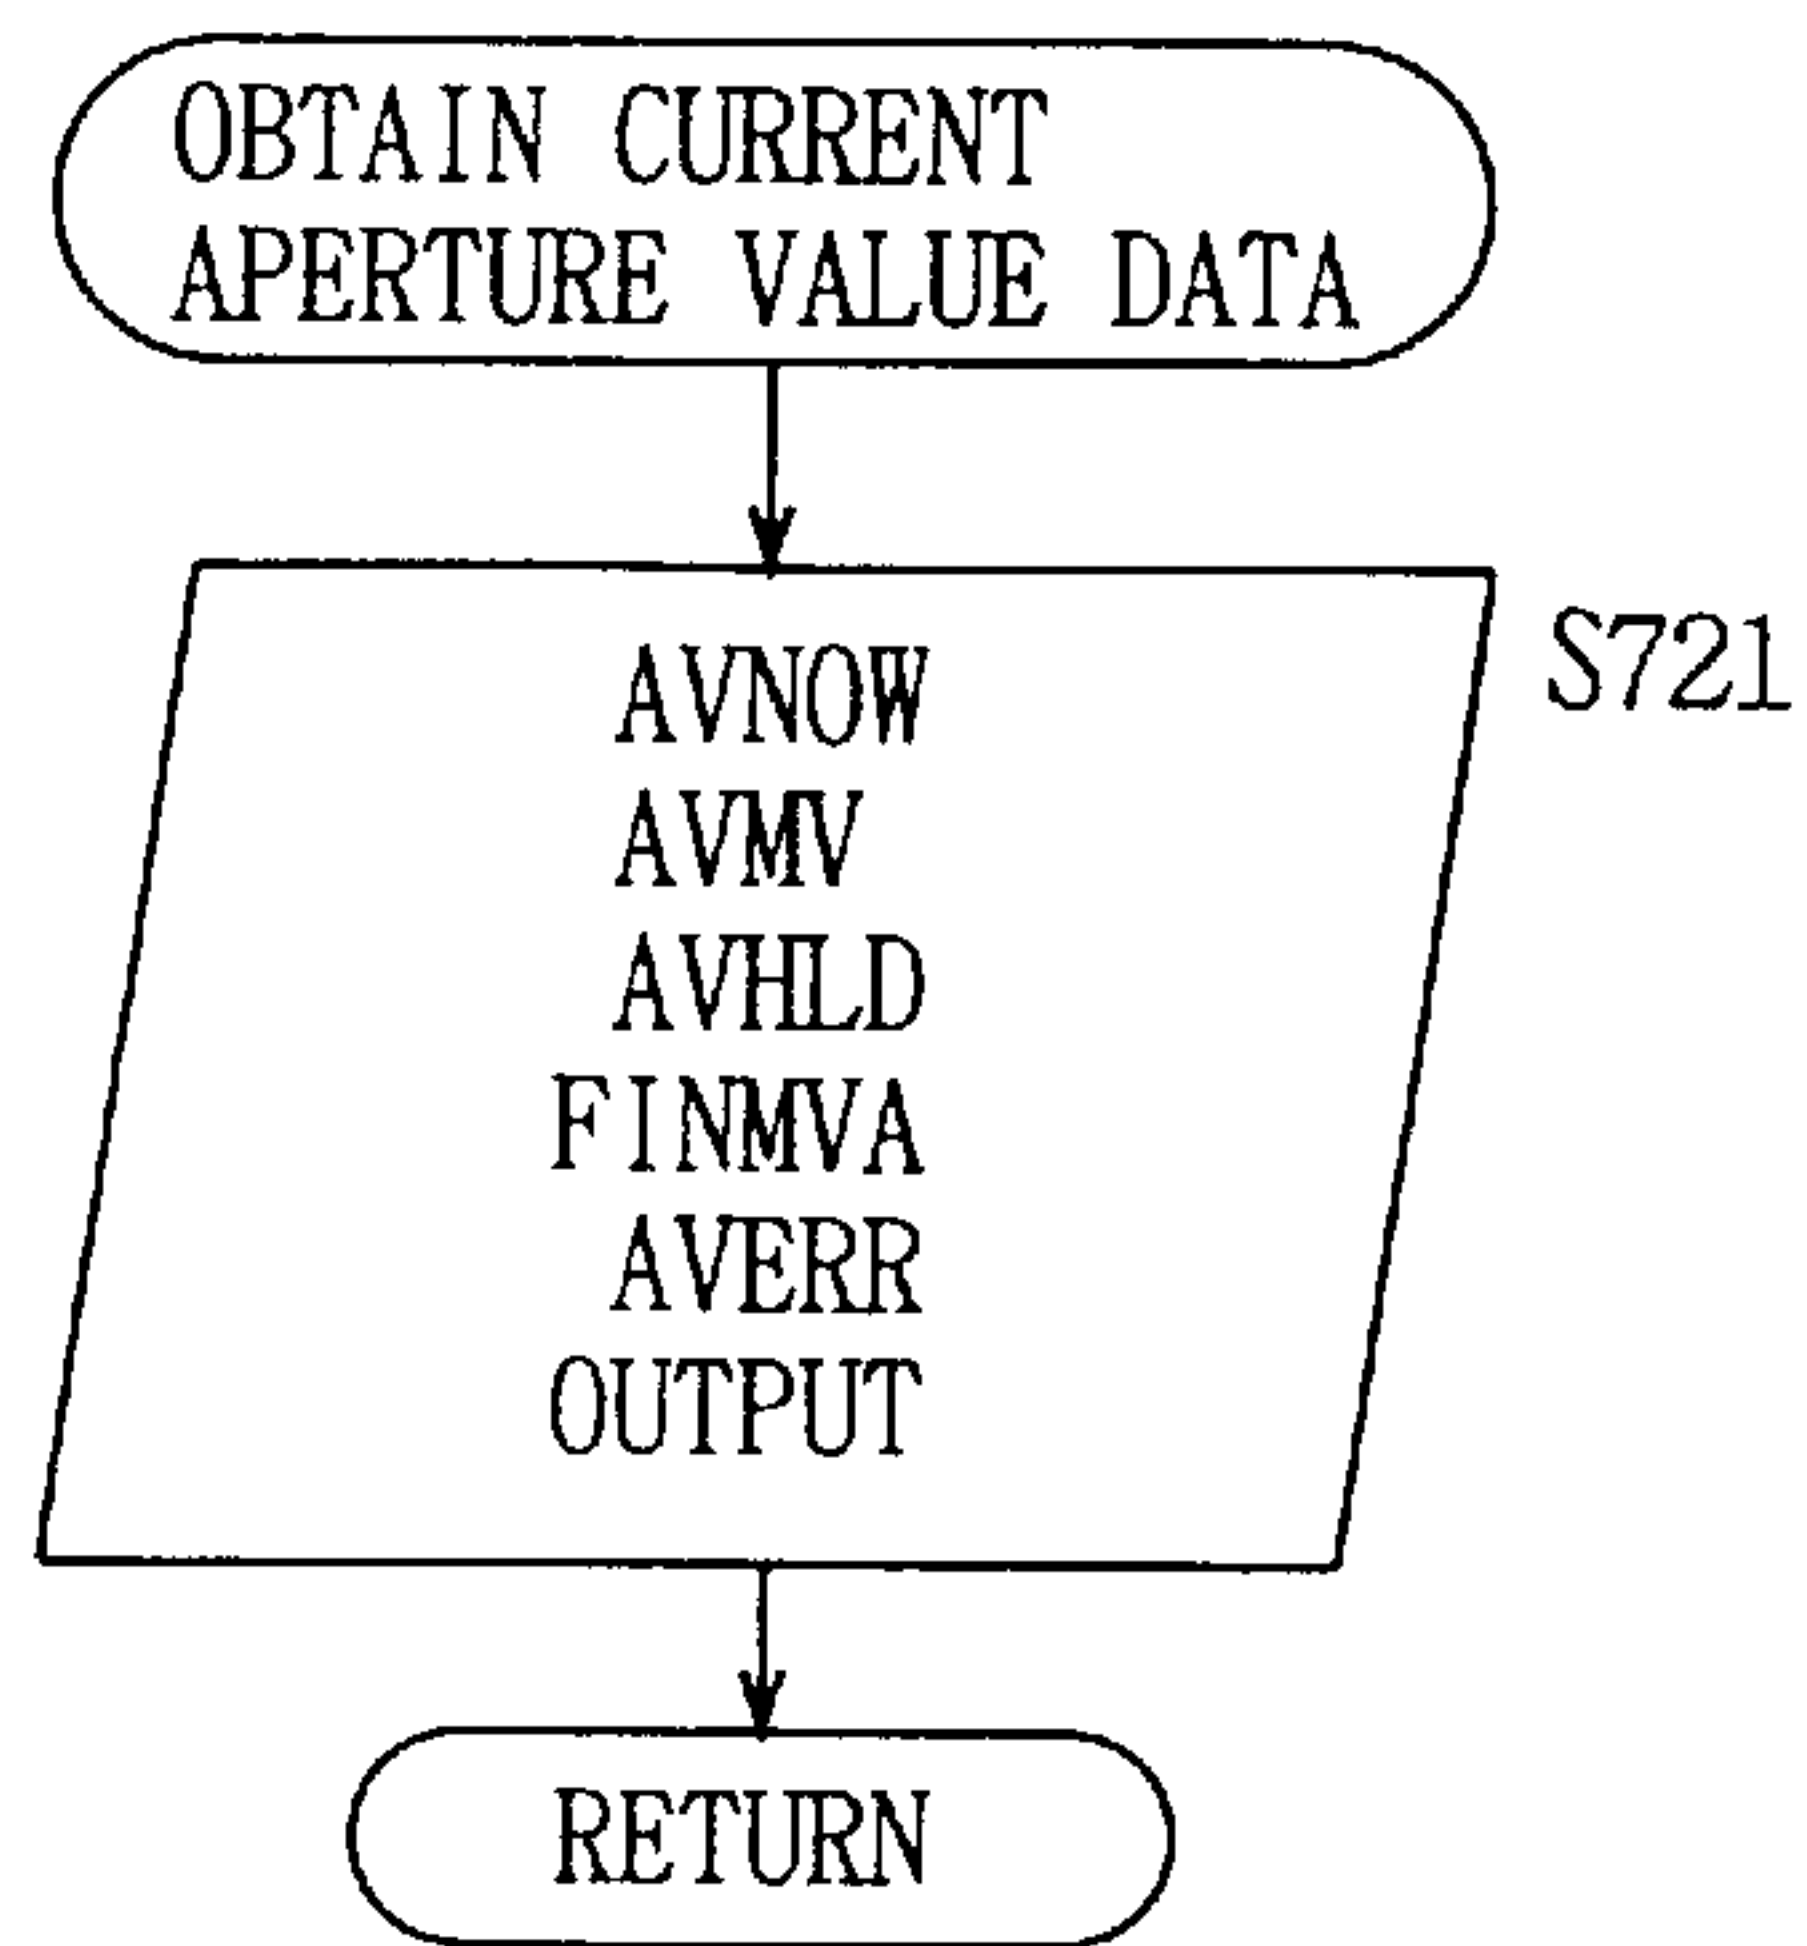 OBTAIN CURRENT
APERTURE VALUE DATA
S721
AVNOW
AVMV
AVHLD
FINMVA
AVERR
OUTPUT
RETURN